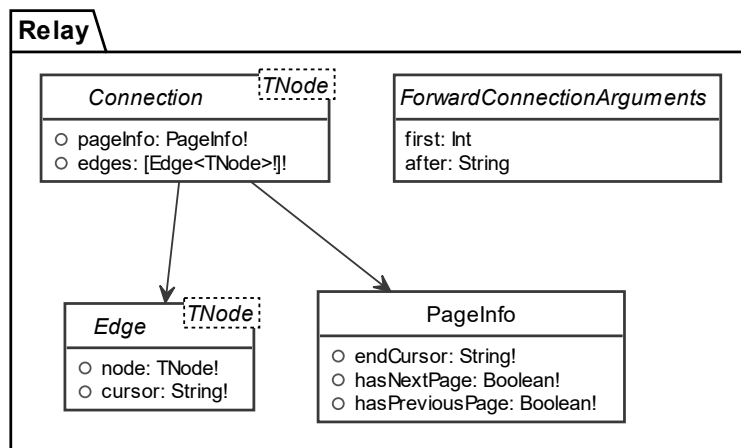 Relay
Connection
TNode
pageInfo: PageInfo!
edges: [Edge<TNode>!]!
ForwardConnectionArguments
first: Int
after: String
Edge
TNode
node: TNode!
cursor: String!
PageInfo
endCursor: String!
hasNextPage: Boolean!
hasPreviousPage: Boolean!